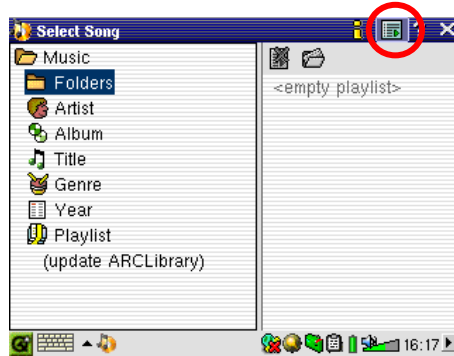 Select Song
Music
Folders
Artist
Album
Title
Genre
Year
Playlist
(update ARCLibrary)
<empty playlist>
16:17